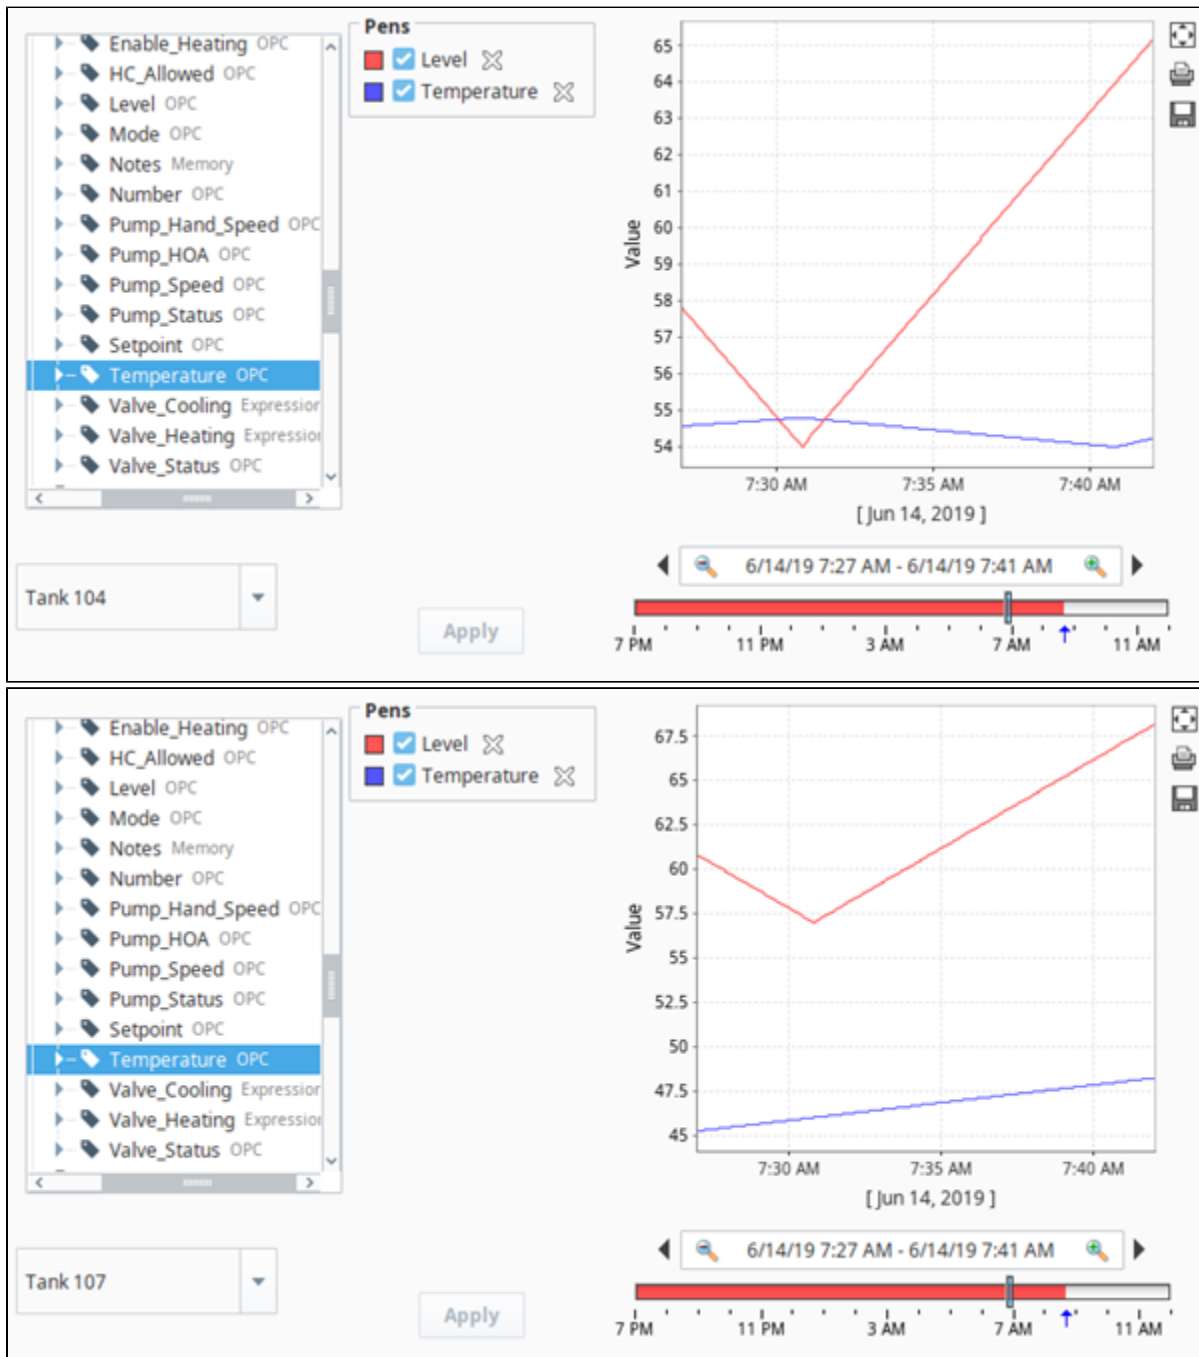 Enable_Heating OPC
HC_Allowed OPC
Level OPC
Mode OPC
Notes Memory
Number OPC
Pump_Hand_Speed OPC
Pump_HOA OPC
Pump_Speed OPC
Pump_Status OPC
Setpoint OPC
Temperature OPC
Valve_Cooling Expression
Valve_Heating Expression
Valve_Status OPC
Tank 104
Pens
Level
Temperature
Apply
65
64
63
62
61
60
59
58
57
56
55
54
Value
7:30 AM 7:35 AM 7:40 AM
[ Jun 14, 2019 ]
6/14/19 7:27 AM - 6/14/19 7:41 AM
7 PM 11 PM 3 AM 7 AM 11 AM
Enable_Heating OPC
HC_Allowed OPC
Level OPC
Mode OPC
Notes Memory
Number OPC
Pump_Hand_Speed OPC
Pump_HOA OPC
Pump_Speed OPC
Pump_Status OPC
Setpoint OPC
Temperature OPC
Valve_Cooling Expression
Valve_Heating Expression
Valve_Status OPC
Tank 107
Pens
Level
Temperature
Apply
67.5
65
62.5
60
57.5
55
52.5
50
47.5
45
Value
7:30 AM 7:35 AM 7:40 AM
[ Jun 14, 2019 ]
6/14/19 7:27 AM - 6/14/19 7:41 AM
7 PM 11 PM 3 AM 7 AM 11 AM